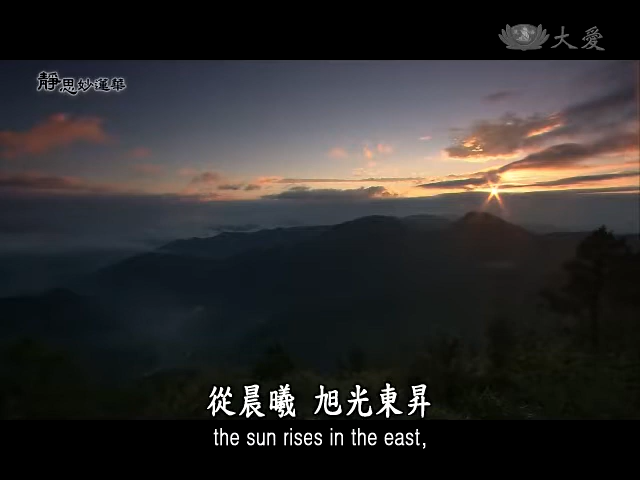 大愛
靜思妙蓮華
從晨曦 旭光東昇
the sun rises in the east,